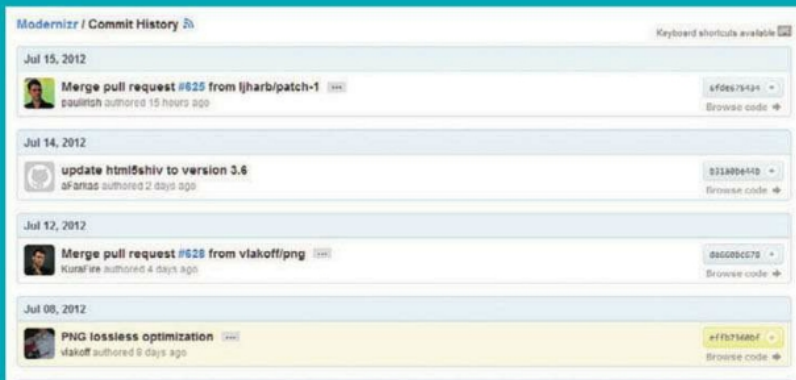 Modernizr / Commit History
Keyboard shortcuts available
Jul 15, 2012
Merge pull request #625 from ljharb/patch-1
paulirish authored 15 hours ago
Browse code
Jul 14, 2012
update html5shiv to version 3.6
aFarkas authored 2 days ago
Browse code
Jul 12, 2012
Merge pull request #628 from vlakoff/png
KuraFire authored 4 days ago
Browse code
Jul 08, 2012
PNG lossless optimization
vlakoff authored 9 days ago
Browse code